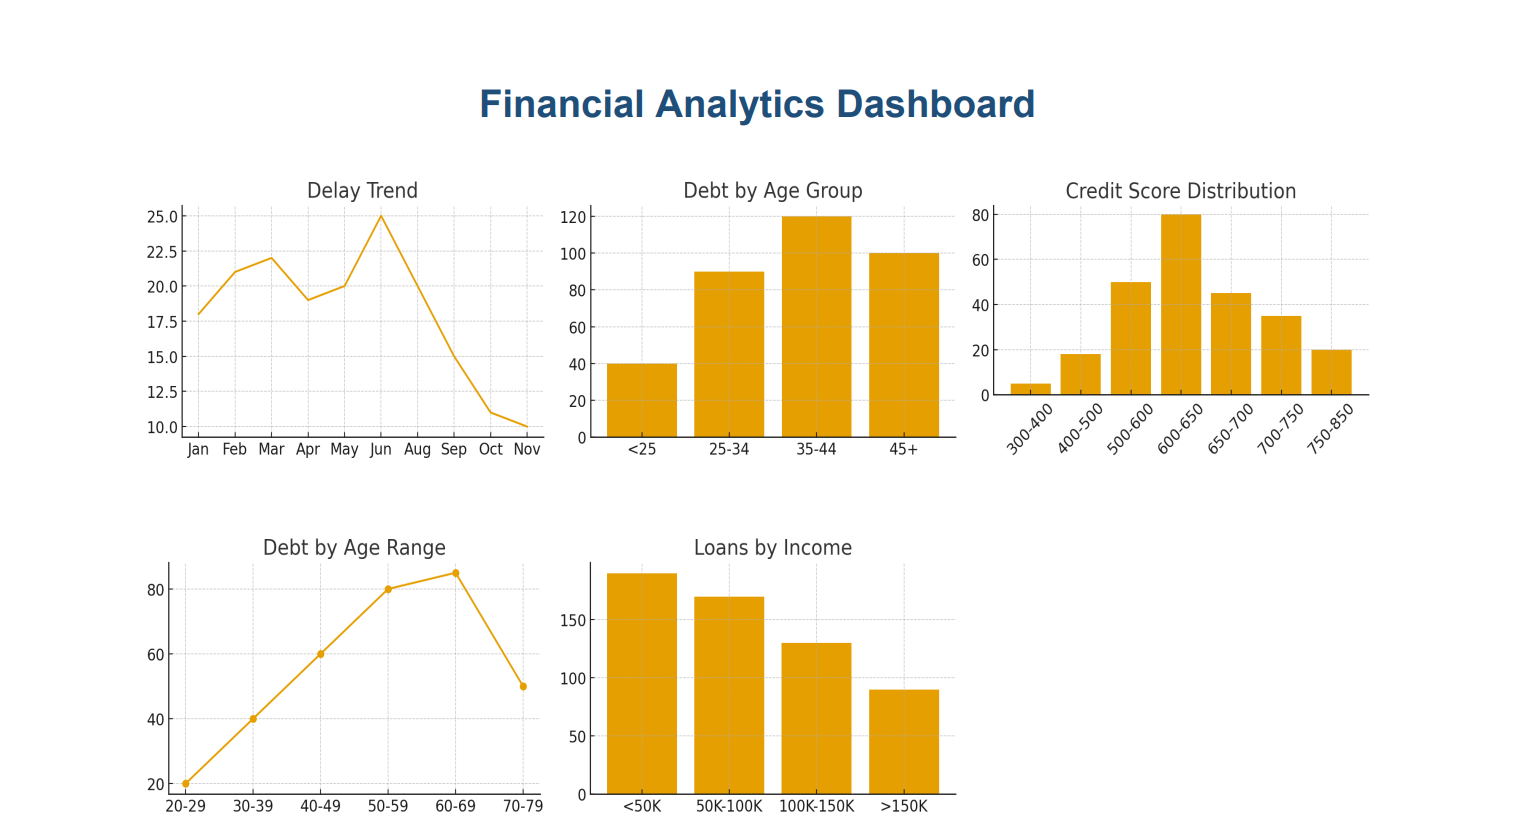 Financial Analytics Dashboard
Delay Trend
25.0
22.5
20.0
17.5
15.0
12.5
10.0
Jan Feb Mar Apr May Jun Aug Sep Oct Nov
Debt by Age Group
120
100
80
60
40
20
0
<25 25-34 35-44 45+
Credit Score Distribution
80
60
40
20
0
300-400 400-500 500-600 600-650 650-700 700-750 750-850
Debt by Age Range
80
60
40
20
20-29 30-39 40-49 50-59 60-69 70-79
Loans by Income
150
100
50
0
<50K 50K-100K 100K-150K >150K